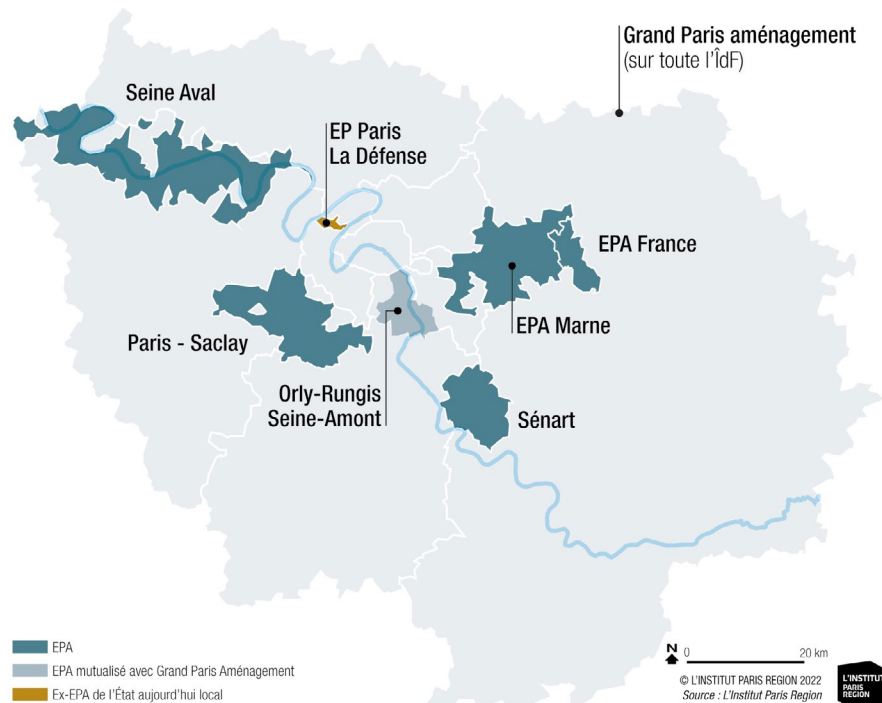 Grand Paris aménagement
(sur toute l'ÎdF)
Seine Aval
EP Paris
La Défense
EPA France
EPA Marne
Paris - Saclay
Orly-Rungis
Seine-Amont
Sénart
EPA
EPA mutualisé avec Grand Paris Aménagement
Ex-EPA de l'État aujourd'hui local
N
0 20 km
© L'INSTITUT PARIS REGION 2022
Source : L'Institut Paris Region
L'INSTITUT
PARIS
REGION